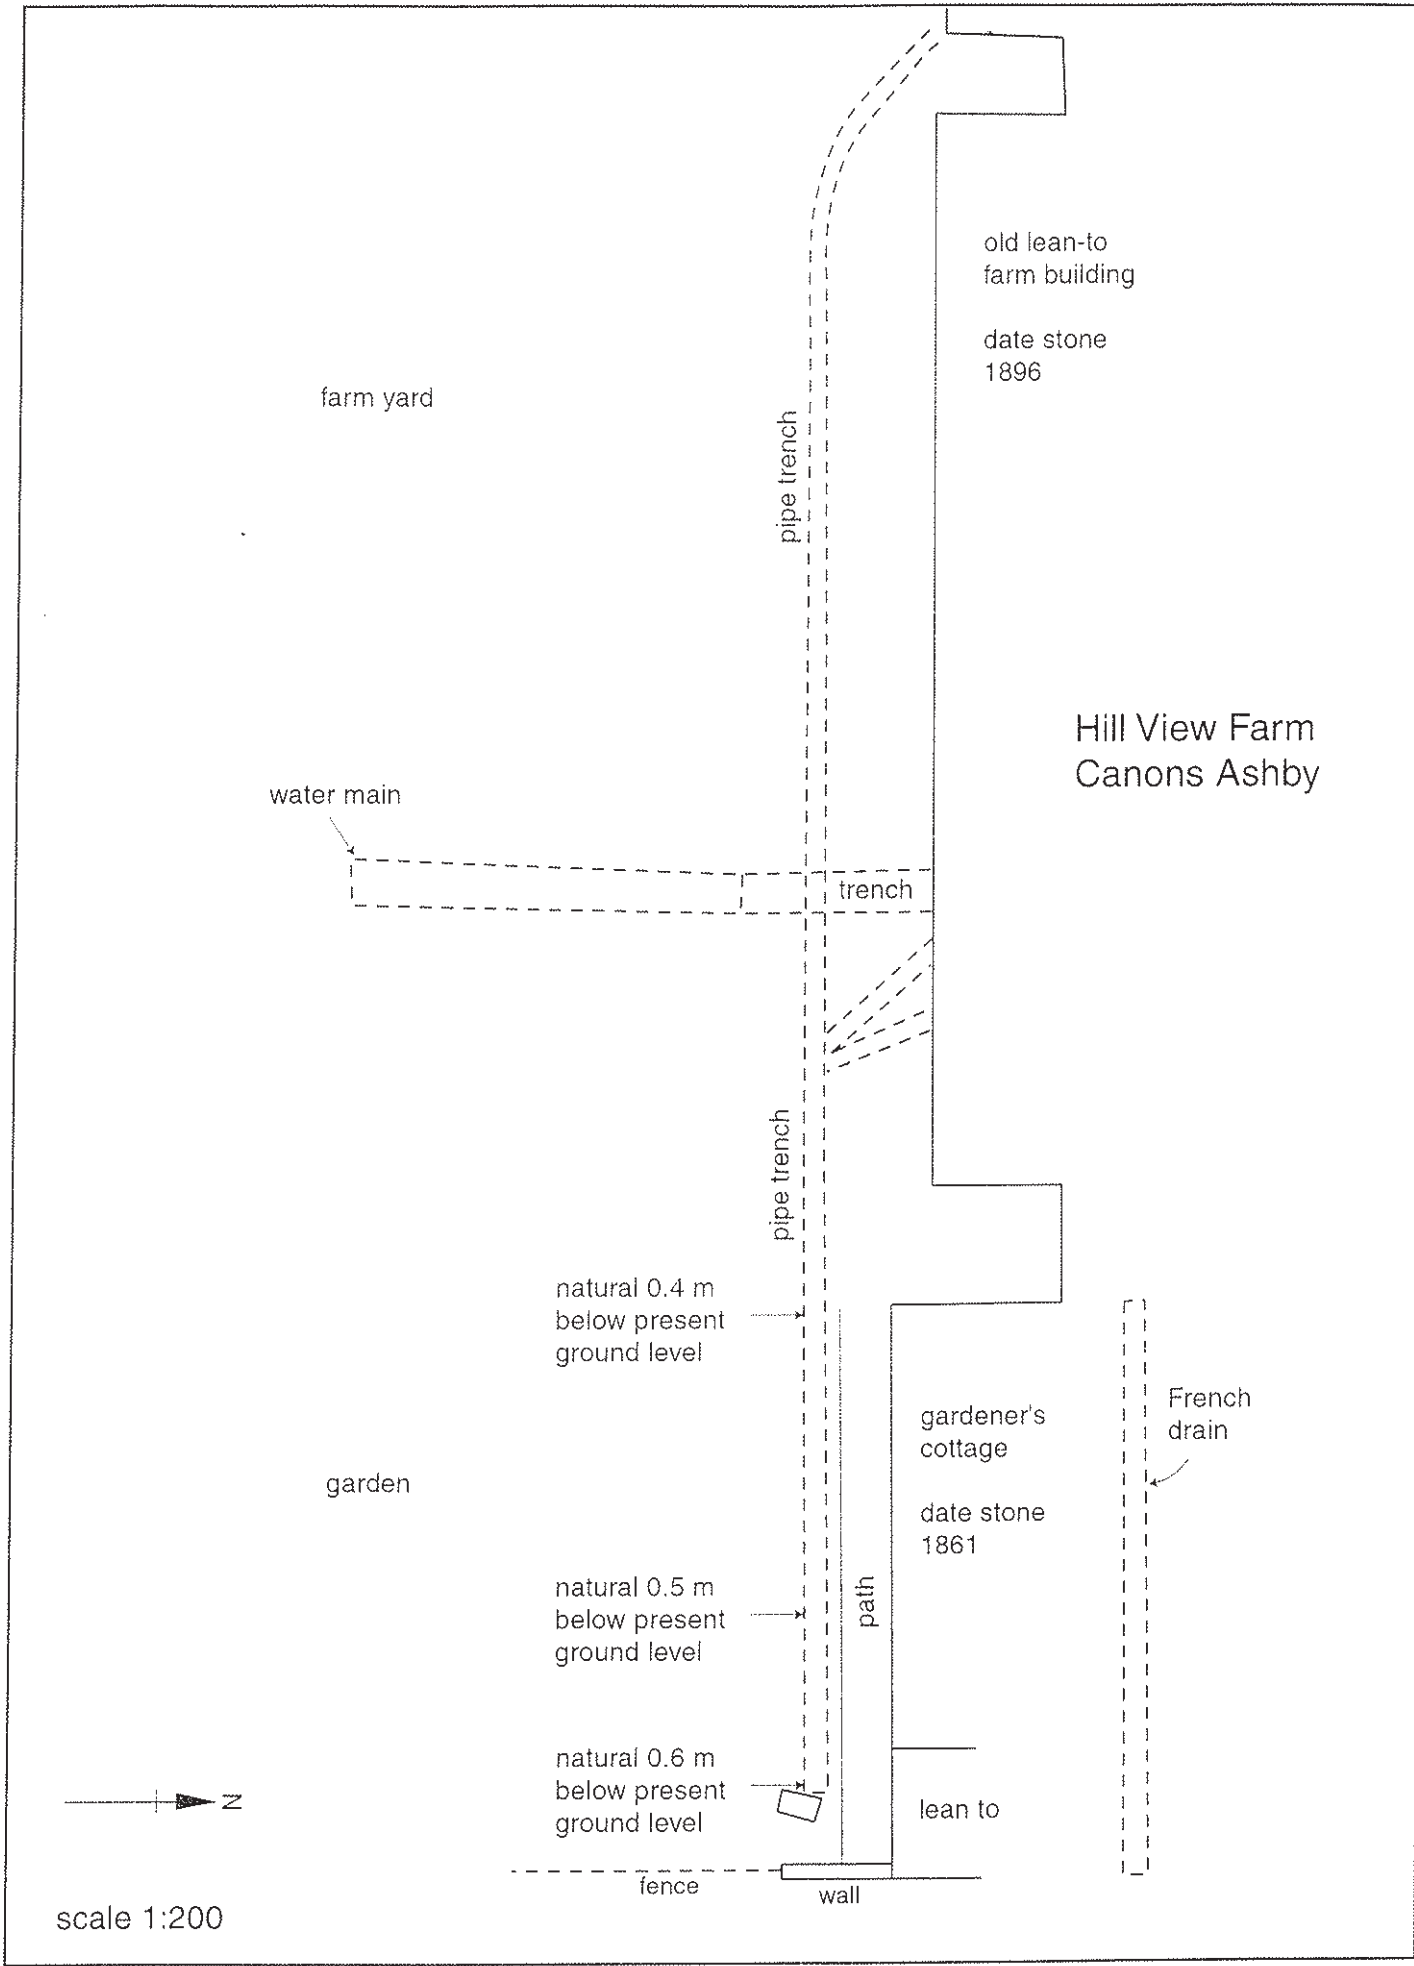 old lean-to
farm building
date stone
1896
farm yard
pipe trench
Hill View Farm
Canons Ashby
water main
trench
pipe trench
natural 0.4 m
below present
ground level
gardener's
cottage
date stone
1861
French
drain
garden
natural 0.5 m
below present
ground level
path
natural 0.6 m
below present
ground level
N
lean to
fence
wall
scale 1:200